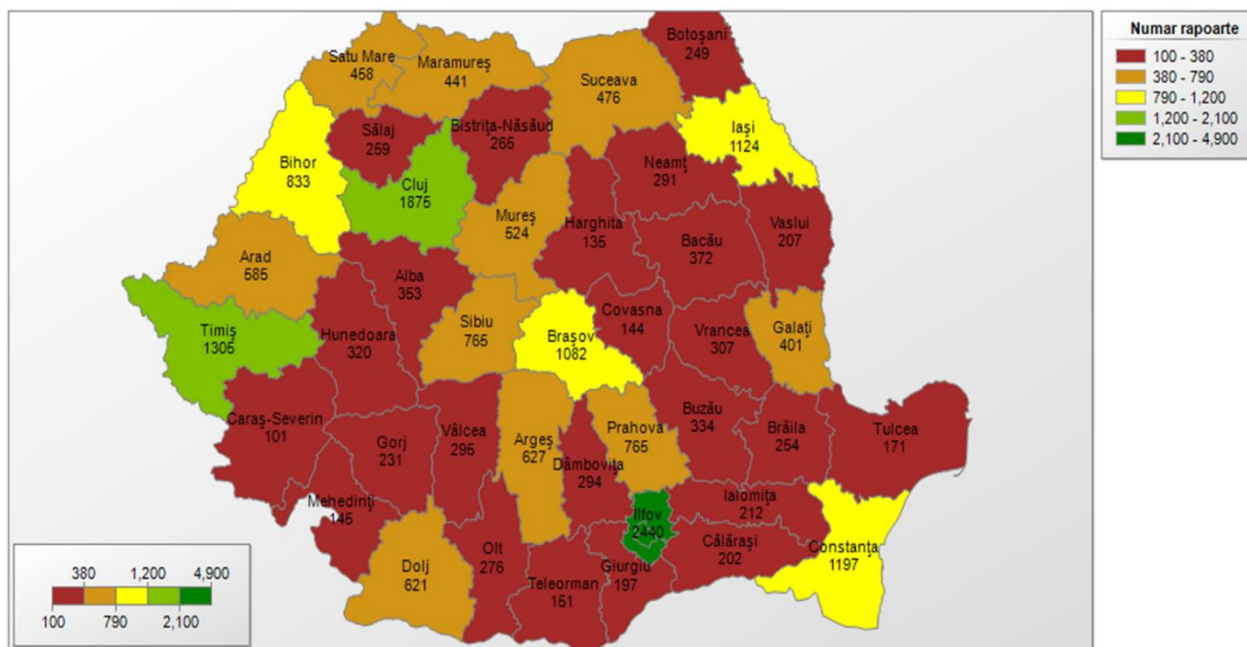 Numar rapoarte
100 - 380
380 - 790
790 - 1,200
1,200 - 2,100
2,100 - 4,900
Botoşani
249
Satu Mare
458
Maramureş
441
Suceava
476
Iaşi
1124
Sălaj
259
Bistriţa-Năsăud
265
Bihor
833
Neamţ
291
Cluj
1875
Mureş
524
Harghita
135
Bacău
372
Vaslui
207
Arad
585
Alba
353
Timiş
1305
Hunedoara
320
Sibiu
765
Braşov
1082
Covasna
144
Vrancea
307
Galaţi
401
Caraş-Severin
101
Gorj
231
Vâlcea
295
Argeş
627
Prahova
765
Dâmboviţa
294
Buzău
334
Brăila
254
Tulcea
171
Mehedinţi
145
Ilfov
2440
Ialomiţa
212
Călăraşi
202
Constanţa
1197
Dolj
621
Olt
276
Teleorman
151
Giurgiu
197
380 1,200 4,900
100 790 2,100